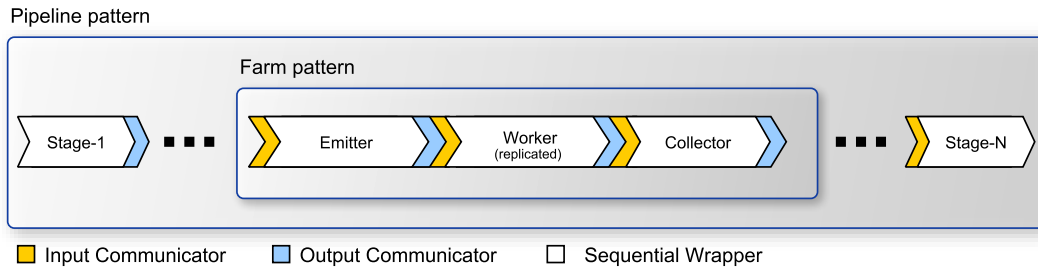 Pipeline pattern
Farm pattern
Stage-1
Emitter
Worker
(replicated)
Collector
Stage-N
Input Communicator
Output Communicator
Sequential Wrapper